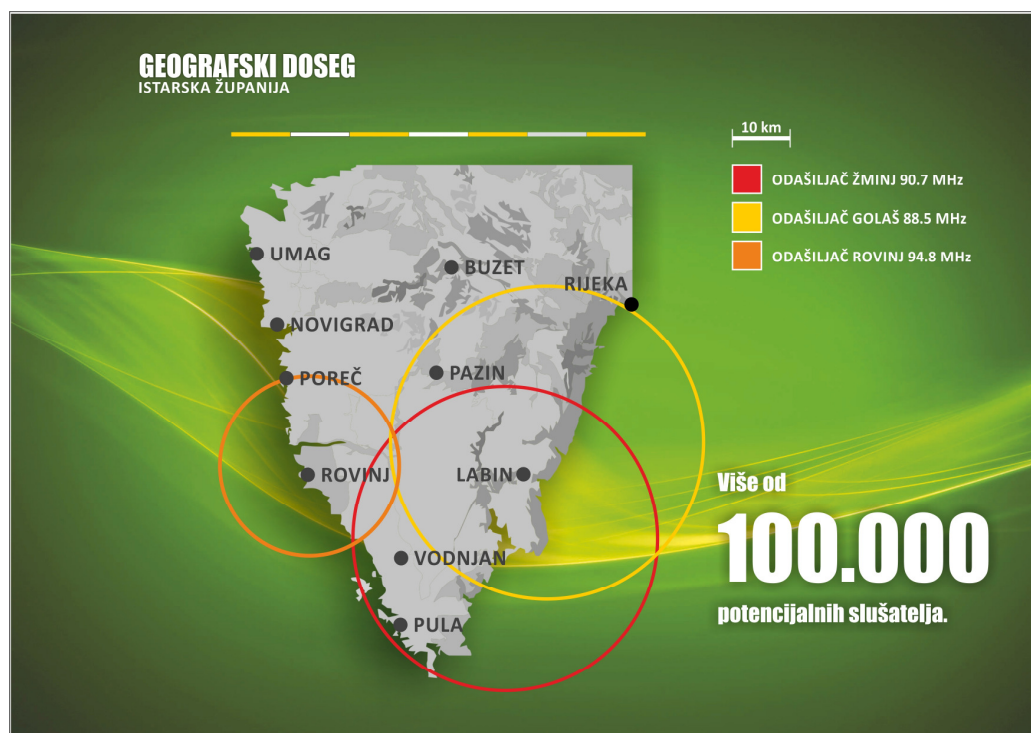 GEOGRAFSKI DOSEG
ISTARSKA ŽUPANIJA
10 km
ODAŠILJAČ ŽMINJ 90.7 MHz
ODAŠILJAČ GOLAŠ 88.5 MHz
ODAŠILJAČ ROVINJ 94.8 MHz
UMAG
BUZET
RIJEKA
NOVIGRAD
POREČ
PAZIN
ROVINJ
LABIN
VODNJAN
PULA
Više od
100.000
potencijalnih slušatelja.